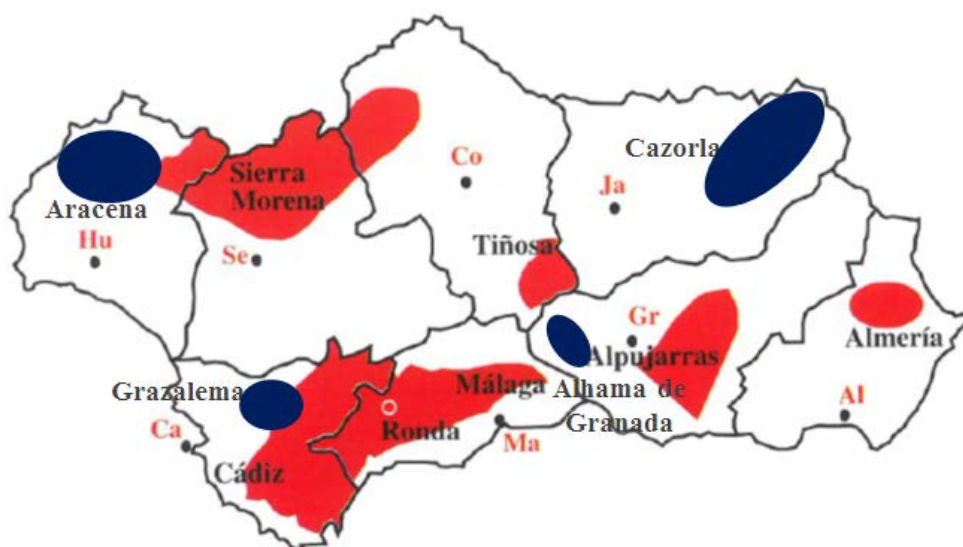 Co
Cazorla
Sierra
Morena
Ja
Aracena
Hu
Se
Tiñosa
Gr
Almería
Alpujarras
Grazalema
Málaga
Alhama de
Granada
Al
Ca
Ronda
Ma
Cádiz